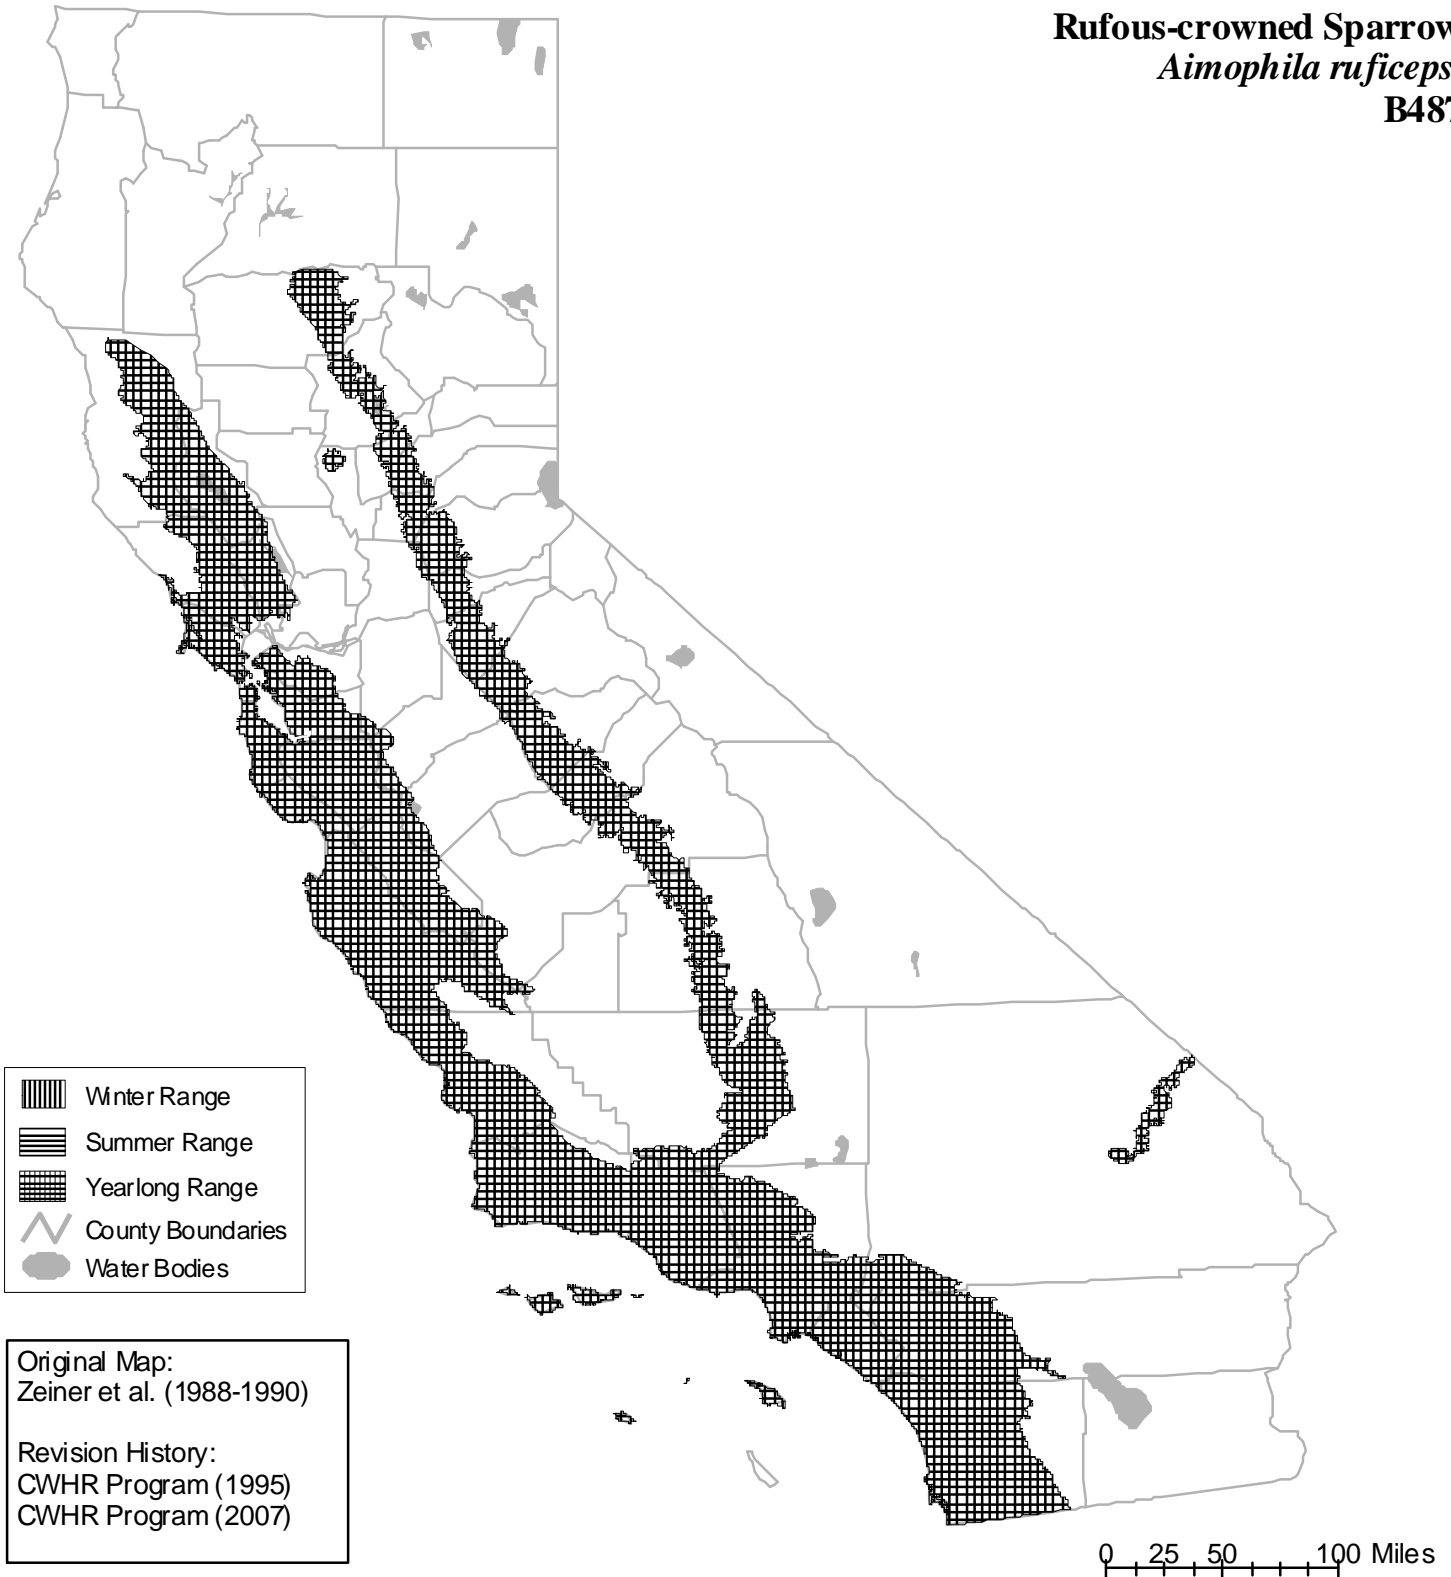 Rufous-crowned Sparrow
Aimophila ruficeps
B487
Winter Range
Summer Range
Yearlong Range
County Boundaries
Water Bodies
Original Map:
Zeiner et al. (1988-1990)
Revision History:
CWHR Program (1995)
CWHR Program (2007)
0 25 50 100 Miles